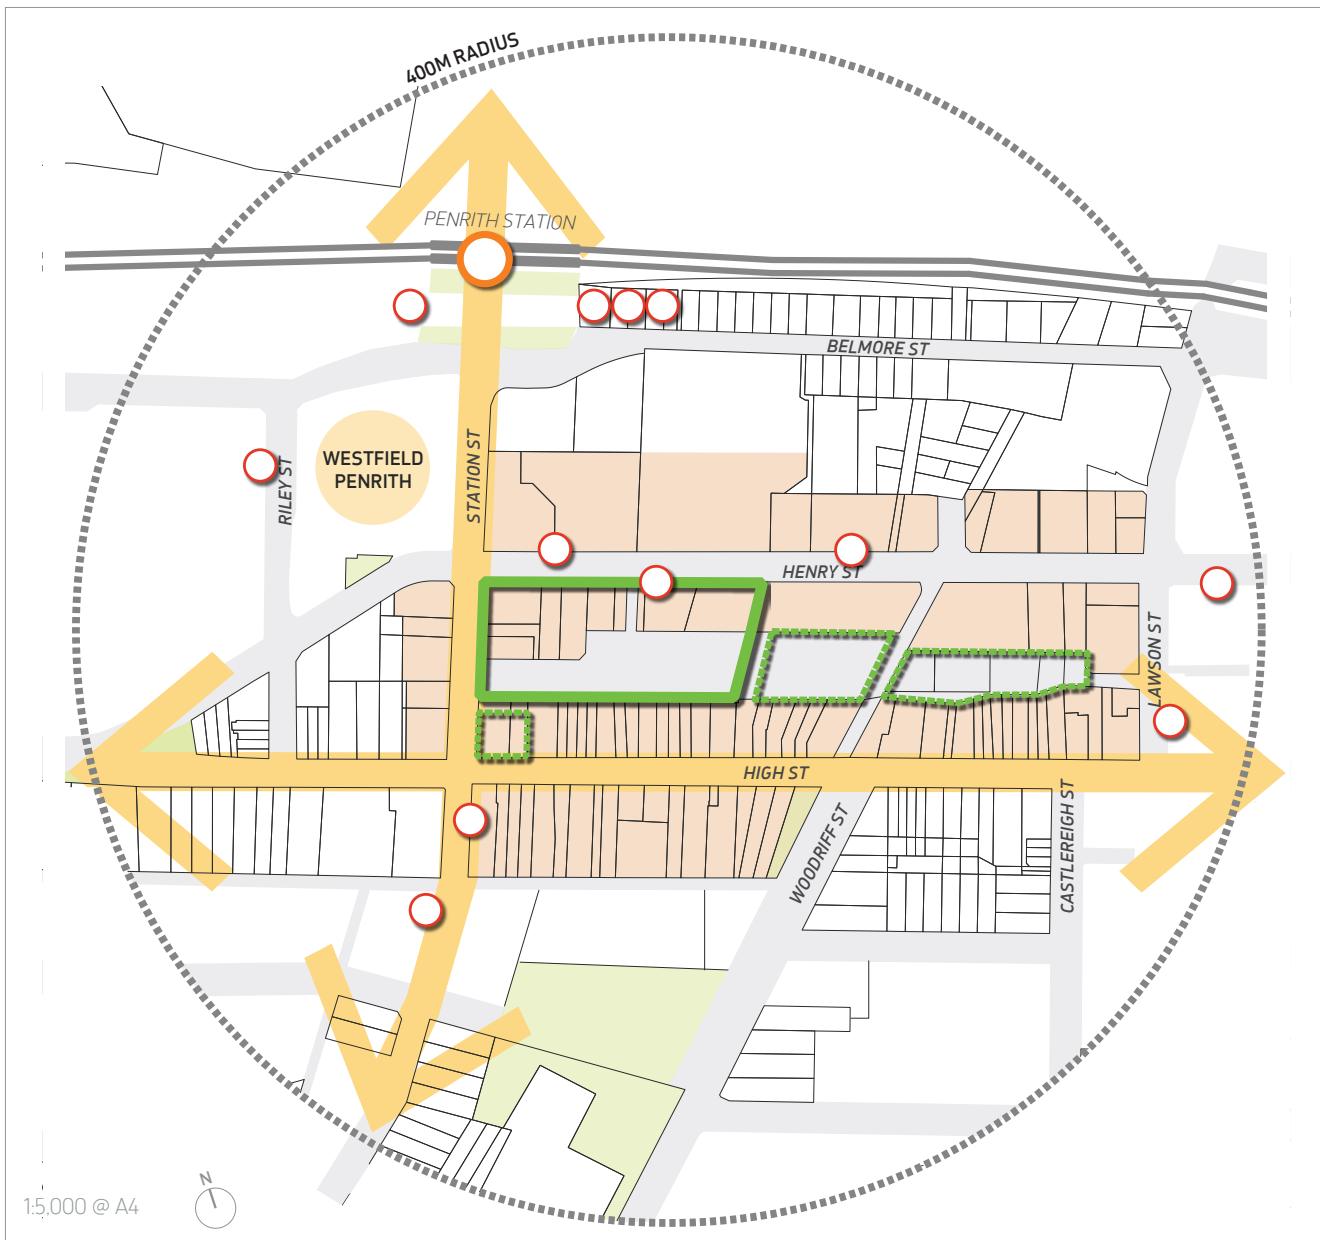 400M RADIUS
PENRITH STATION
BELMORE ST
STATION ST
WESTFIELD
PENRITH
RILEY ST
HENRY ST
LAWSON ST
HIGH ST
WOODRIFF ST
CASTLEREIGH ST
N
1:5,000 @ A4